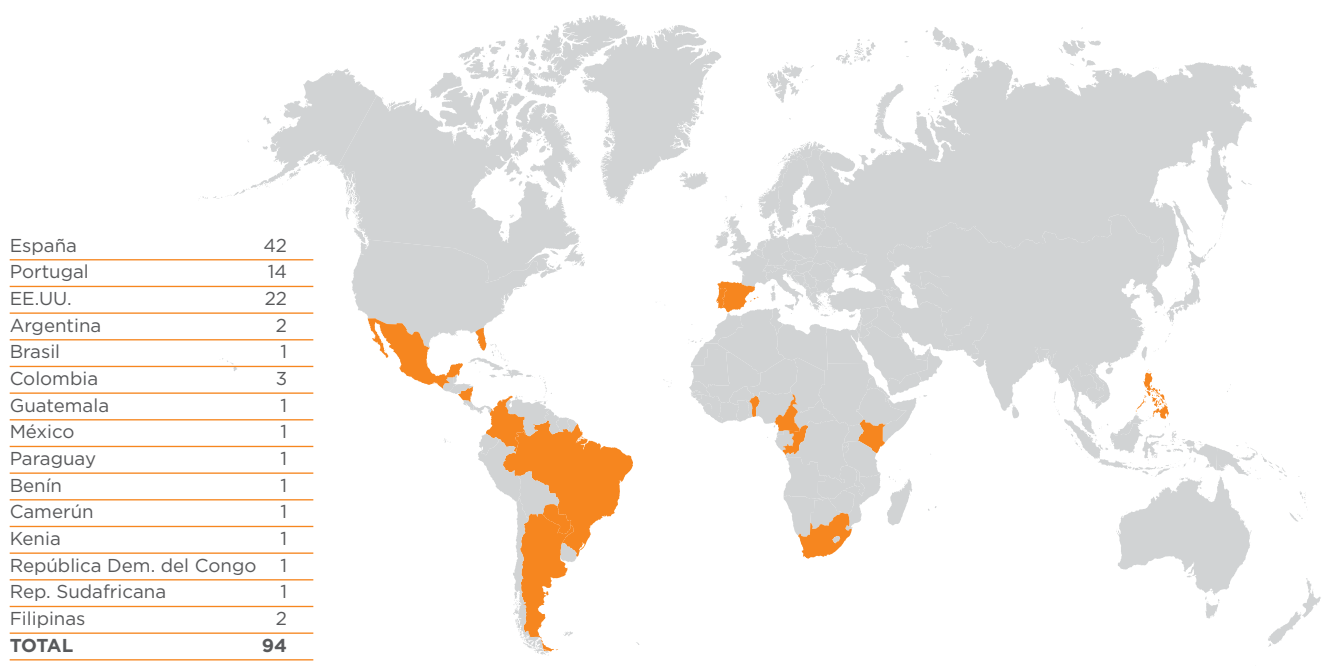 España 42
Portugal 14
EE.UU. 22
Argentina 2
Brasil 1
Colombia 3
Guatemala 1
México 1
Paraguay 1
Benín 1
Camerún 1
Kenia 1
República Dem. del Congo 1
Rep. Sudafricana 1
Filipinas 2
TOTAL 94